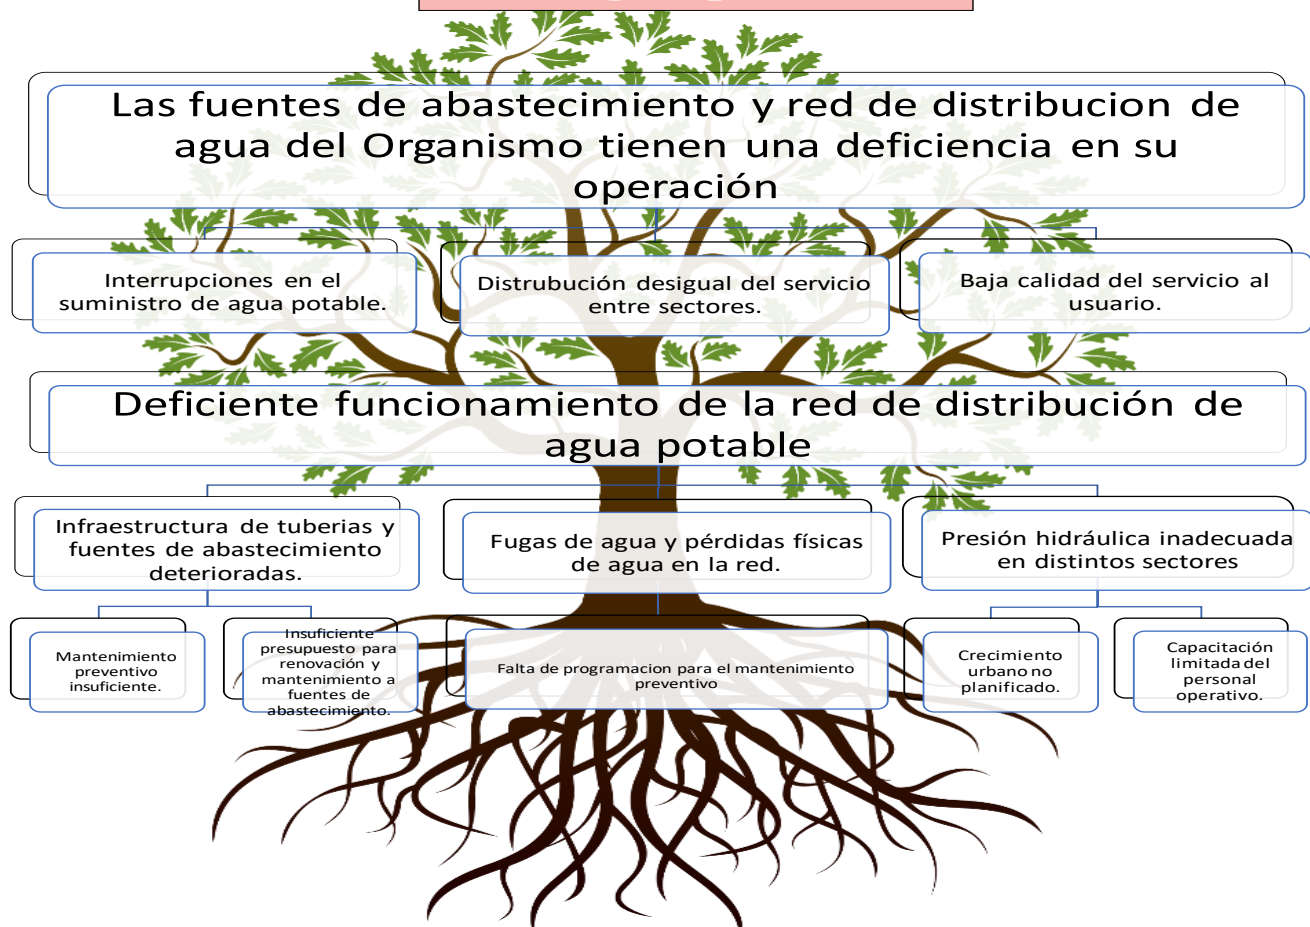 Las fuentes de abastecimiento y red de distribucion de
agua del Organismo tienen una deficiencia en su
operación
Interrupciones en el
suministro de agua potable.
Distrubución desigual del servicio
entre sectores.
Baja calidad del servicio al
usuario.
Deficiente funcionamiento de la red de distribución de
agua potable
Infraestructura de tuberias y
fuentes de abastecimiento
deterioradas.
Fugas de agua y pérdidas físicas
de agua en la red.
Presión hidráulica inadecuada
en distintos sectores
Mantenimiento
preventivo
insuficiente.
Insuficiente
presupuesto para
renovación y
mantenimiento a
fuentes de
abastecimiento.
Falta de programacion para el mantenimiento
preventivo
Crecimiento
urbano no
planificado.
Capacitación
limitada del
personal
operativo.